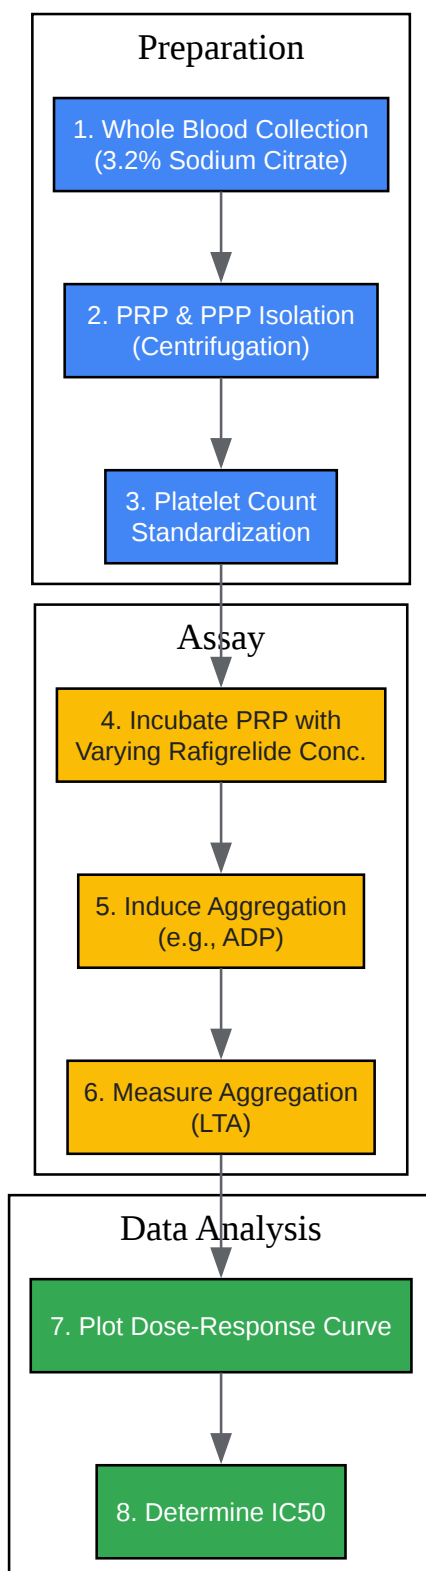 Preparation
1. Whole Blood Collection
(3.2% Sodium Citrate)
2. PRP & PPP Isolation
(Centrifugation)
3. Platelet Count
Standardization
Assay
4. Incubate PRP with
Varying Rafigrelide Conc.
5. Induce Aggregation
(e.g., ADP)
6. Measure Aggregation
(LTA)
Data Analysis
7. Plot Dose-Response Curve
8. Determine IC50